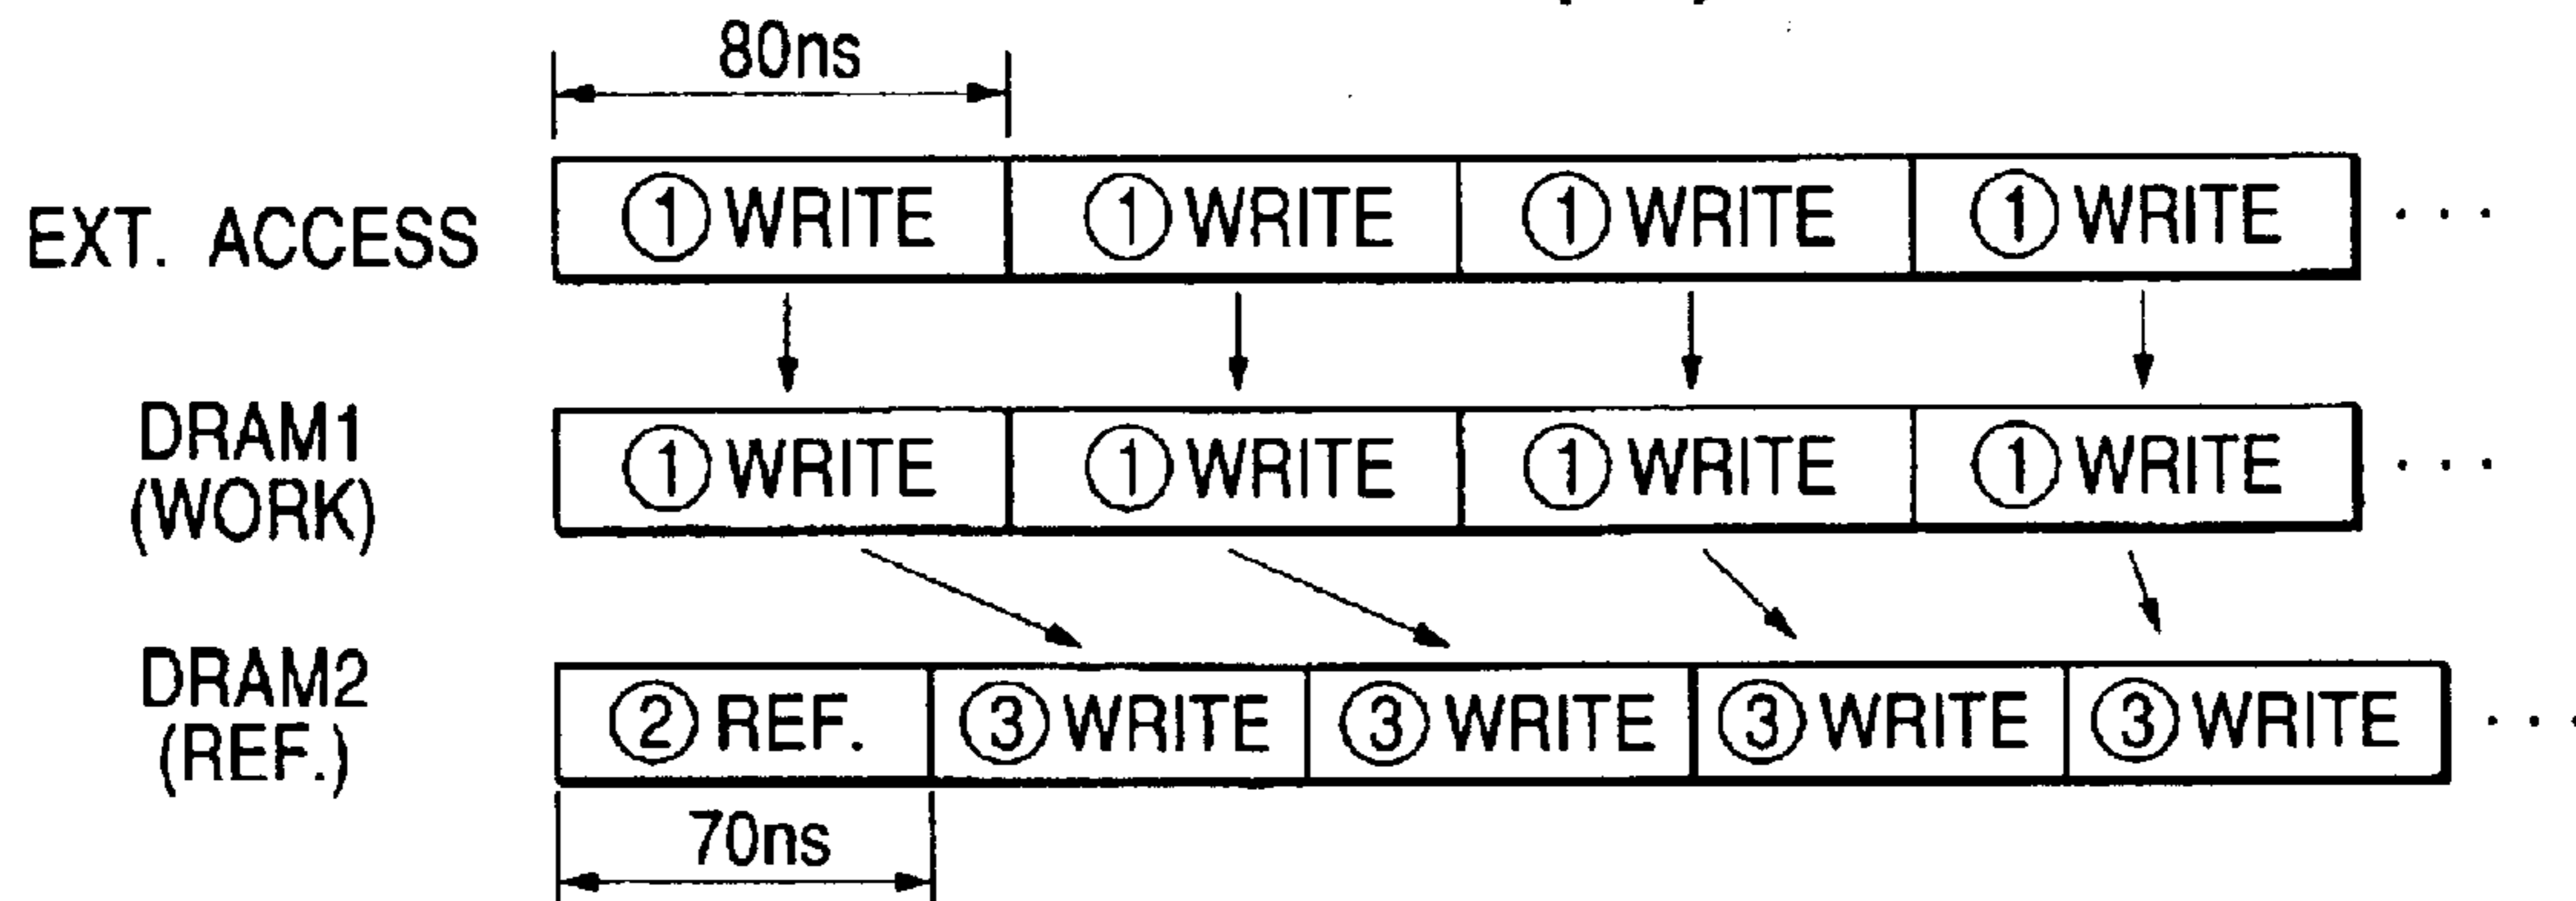 80ns
EXT. ACCESS ①WRITE ①WRITE ①WRITE ①WRITE ...
DRAM1
(WORK) ①WRITE ①WRITE ①WRITE ①WRITE ...
DRAM2
(REF.) ②REF. ③WRITE ③WRITE ③WRITE ③WRITE ...
70ns